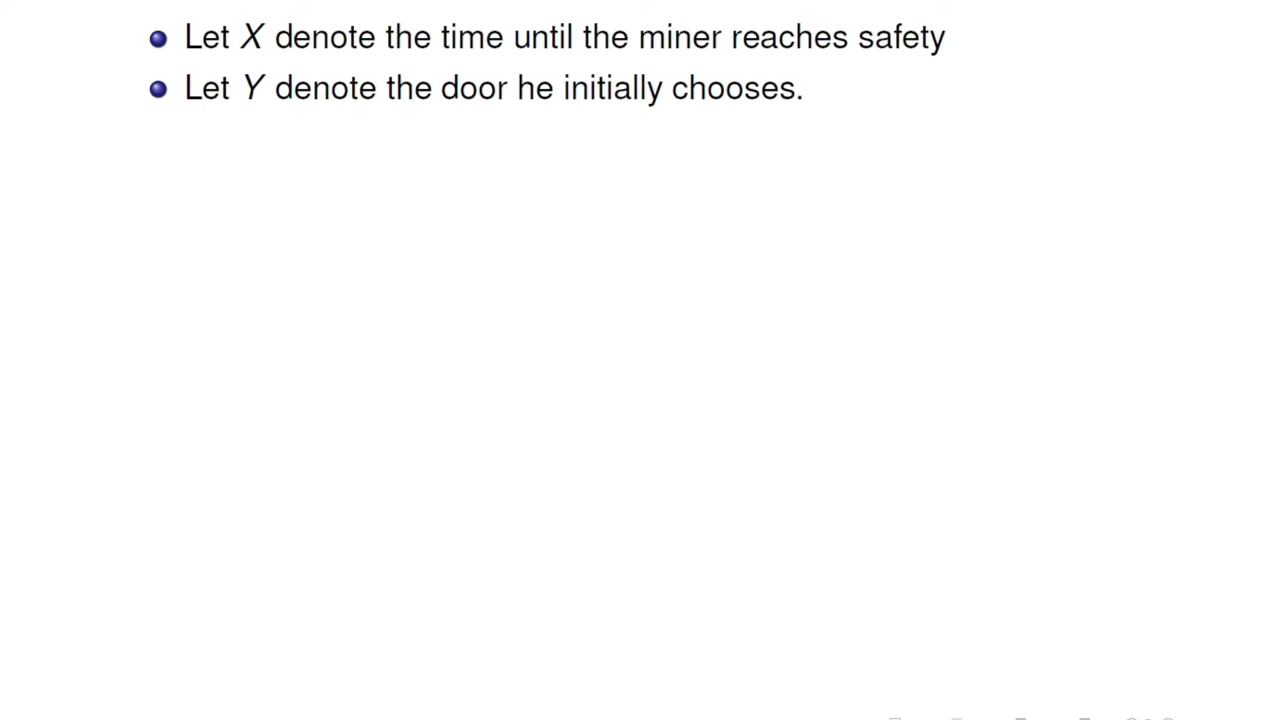 Let X denote the time until the miner reaches safety
Let Y denote the door he initially chooses.